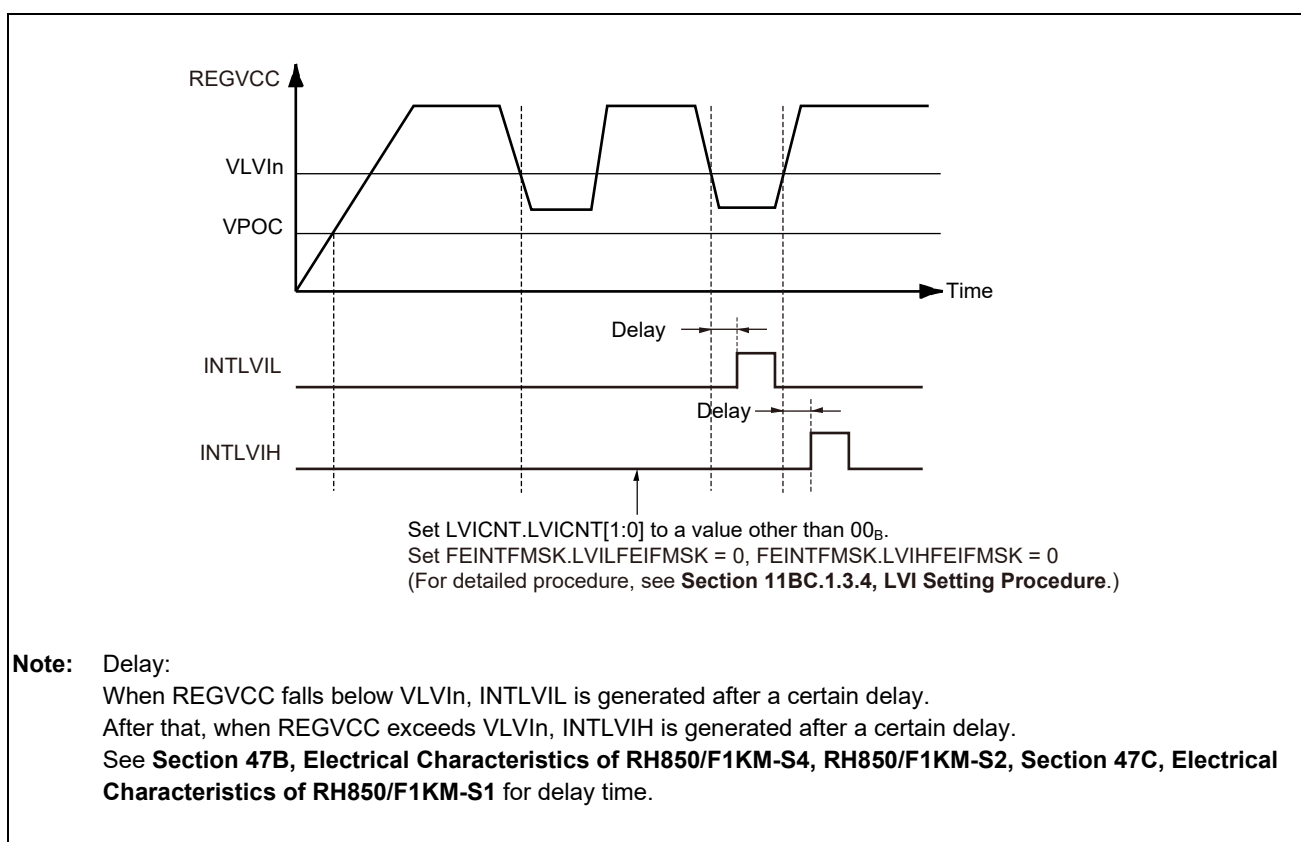 REGVCC
VLVIn
VPOC
Time
Delay
INTLVIL
Delay
INTLVIH
Set LVICNT.LVICNT[1:0] to a value other than 00B.
Set FEINTFMSK.LVILFEIFMSK = 0, FEINTFMSK.LVIHFEIFMSK = 0
(For detailed procedure, see Section 11BC.1.3.4, LVI Setting Procedure.)
Note: Delay:
When REGVCC falls below VLVIn, INTLVIL is generated after a certain delay.
After that, when REGVCC exceeds VLVIn, INTLVIH is generated after a certain delay.
See Section 47B, Electrical Characteristics of RH850/F1KM-S4, RH850/F1KM-S2, Section 47C, Electrical
Characteristics of RH850/F1KM-S1 for delay time.